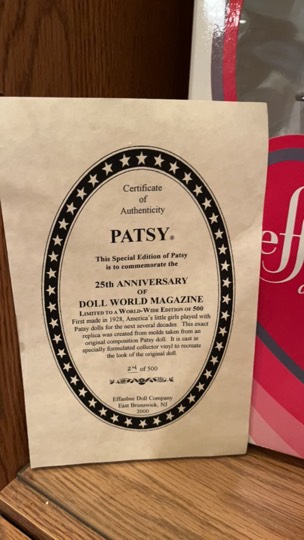 Certificate
of
Authenticity
PATSY®
This Special Edition of Patsy
is to commemorate the
25th ANNIVERSARY
OF
DOLL WORLD MAGAZINE
LIMITED TO A WORLD-WIDE EDITION OF 500
First made in 1928, America's little girls played with
Patsy dolls for the next several decades. This exact
replica was created from molds taken from an
original composition Patsy doll. It is cast in
specially formulated collector vinyl to recreate
the look of the original doll.
24 of 500
Effanbee Doll Company
East Brunswick, NJ
2000
eff